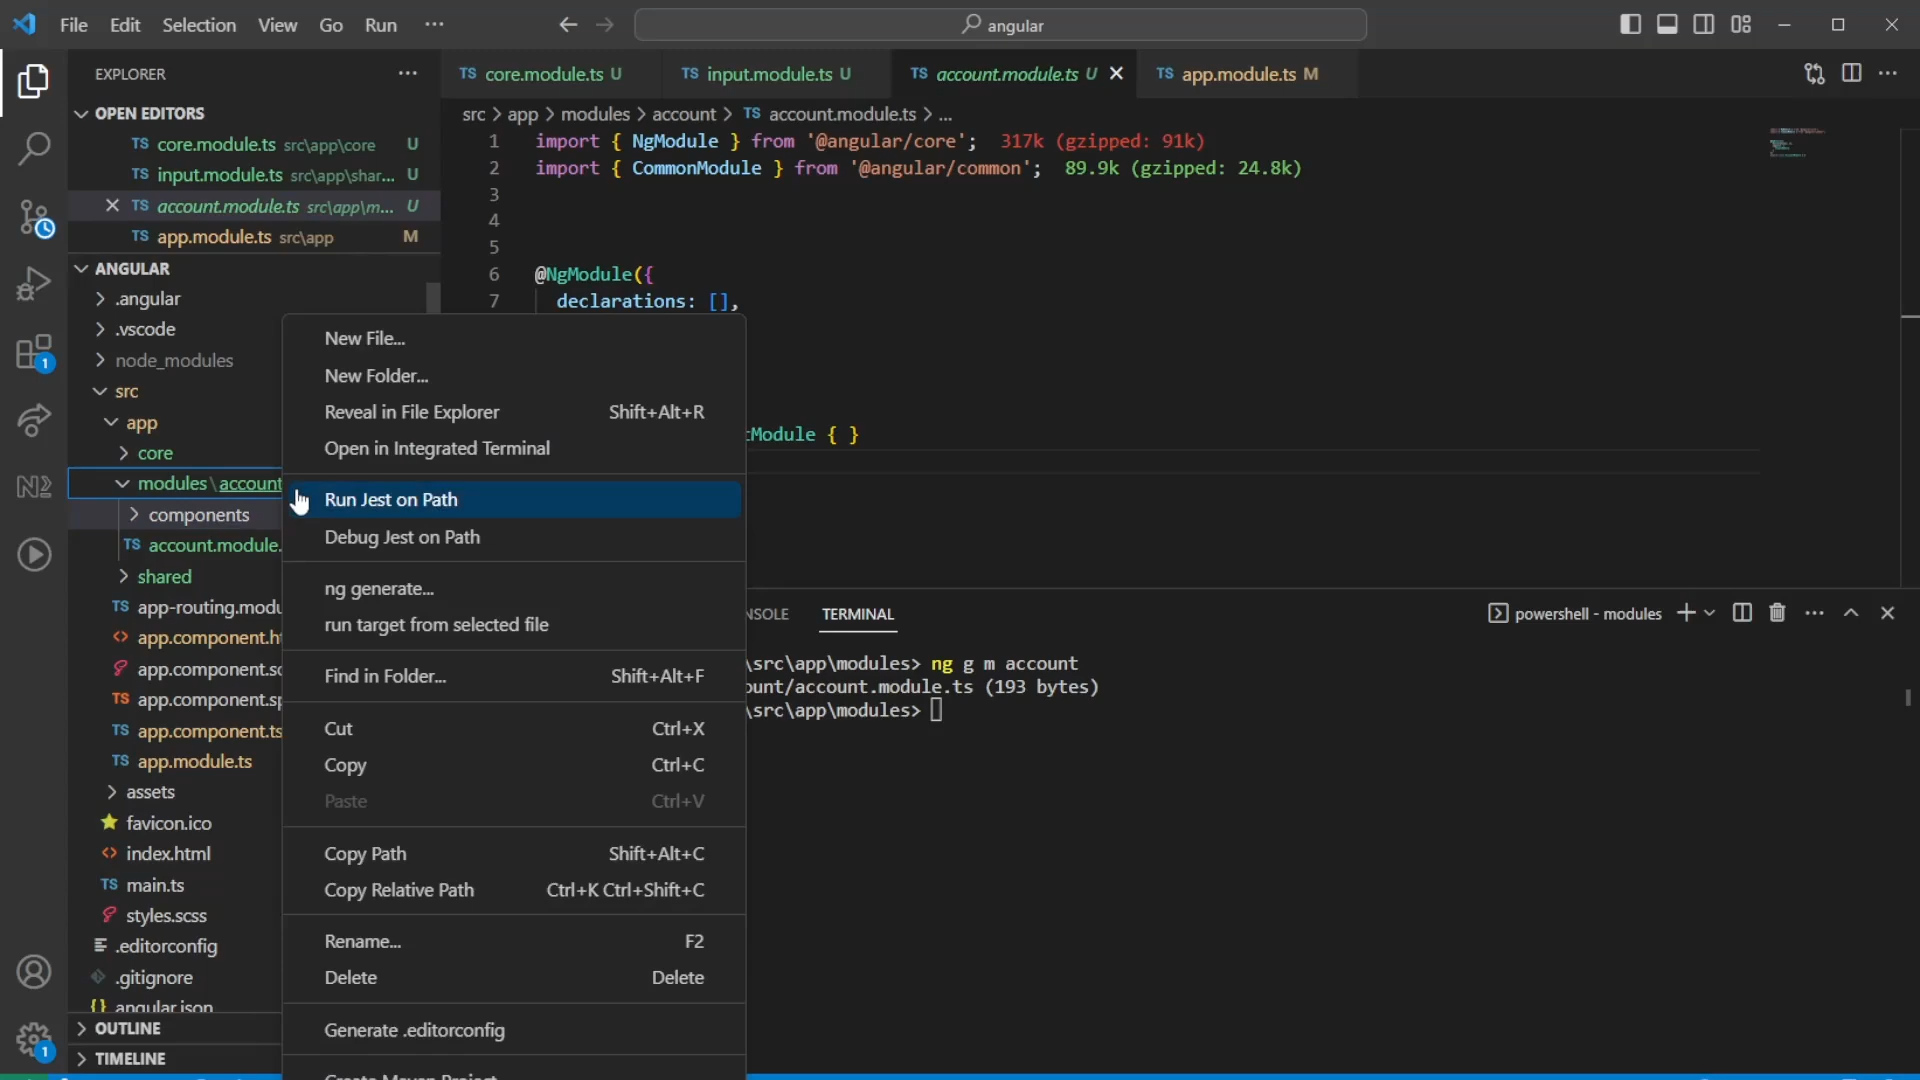 File Edit Selection View Go Run ···
angular
EXPLORER
OPEN EDITORS
TS core.module.ts src\app\core U
TS input.module.ts src\app\shar... U
TS account.module.ts src\app\m... U
TS app.module.ts src\app M
ANGULAR
.angular
.vscode
node_modules
src
app
core
modules\account
components
TS account.module.
shared
TS app-routing.modu
<> app.component.ht
app.component.sc
TS app.component.sp
TS app.component.ts
TS app.module.ts
assets
favicon.ico
<> index.html
TS main.ts
styles.scss
.editorconfig
.gitignore
{} angular.json
OUTLINE
TIMELINE
1
1
TS core.module.ts U TS input.module.ts U TS account.module.ts U TS app.module.ts M
src > app > modules > account > TS account.module.ts > ...
1 import { NgModule } from '@angular/core'; 317k (gzipped: 91k)
2 import { CommonModule } from '@angular/common'; 89.9k (gzipped: 24.8k)
3
4
5
6 @NgModule({
7 declarations: [],
Module { }
New File...
New Folder...
Reveal in File Explorer Shift+Alt+R
Open in Integrated Terminal
Run Jest on Path
Debug Jest on Path
ng generate...
run target from selected file
Find in Folder... Shift+Alt+F
Cut Ctrl+X
Copy Ctrl+C
Paste Ctrl+V
Copy Path Shift+Alt+C
Copy Relative Path Ctrl+K Ctrl+Shift+C
Rename... F2
Delete Delete
Generate .editorconfig
Create Maven Project
NSOLE TERMINAL powershell - modules
\src\app\modules> ng g m account
ount/account.module.ts (193 bytes)
\src\app\modules>